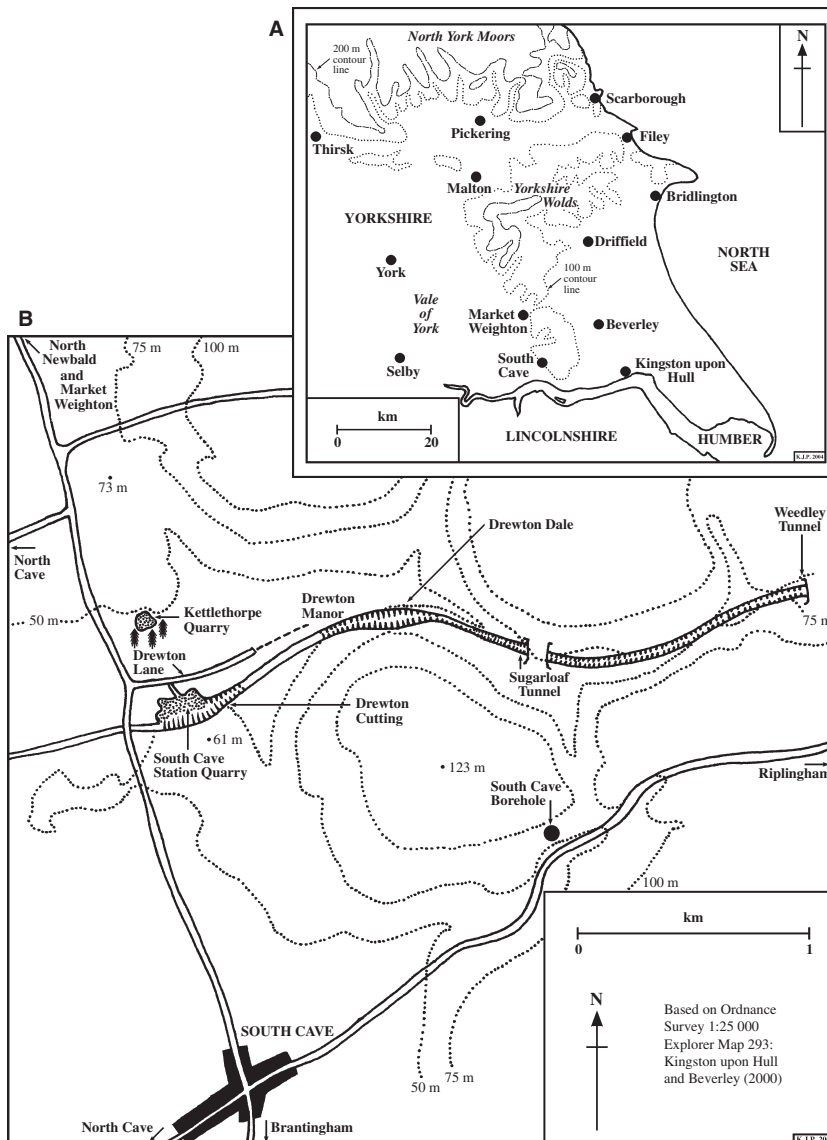 A
North York Moors
200 m
contour
line
N
Scarborough
Pickering
Filey
Thirsk
Malton
Yorkshire
Wolds
Bridlington
YORKSHIRE
Driffield
NORTH
SEA
York
100 m
contour
line
Vale
of
York
Market
Weighton
Beverley
South
Cave
Selby
Kingston upon
Hull
km
0
20
LINCOLNSHIRE
HUMBER
K.J.P. 2004
B
North
Newbald
and
Market
Weighton
75 m
100 m
73 m
North
Cave
Drewton Dale
Weedley
Tunnel
50 m
Kettlethorpe
Quarry
Drewton
Manor
75 m
Drewton
Lane
Sugarloaf
Tunnel
Drewton
Cutting
61 m
South Cave
Station Quarry
123 m
South Cave
Borehole
Riplingham
100 m
km
0
1
N
Based on Ordnance
Survey 1:25 000
Explorer Map 293:
Kingston upon Hull
and Beverley (2000)
SOUTH CAVE
50 m
75 m
North Cave
Brantingham